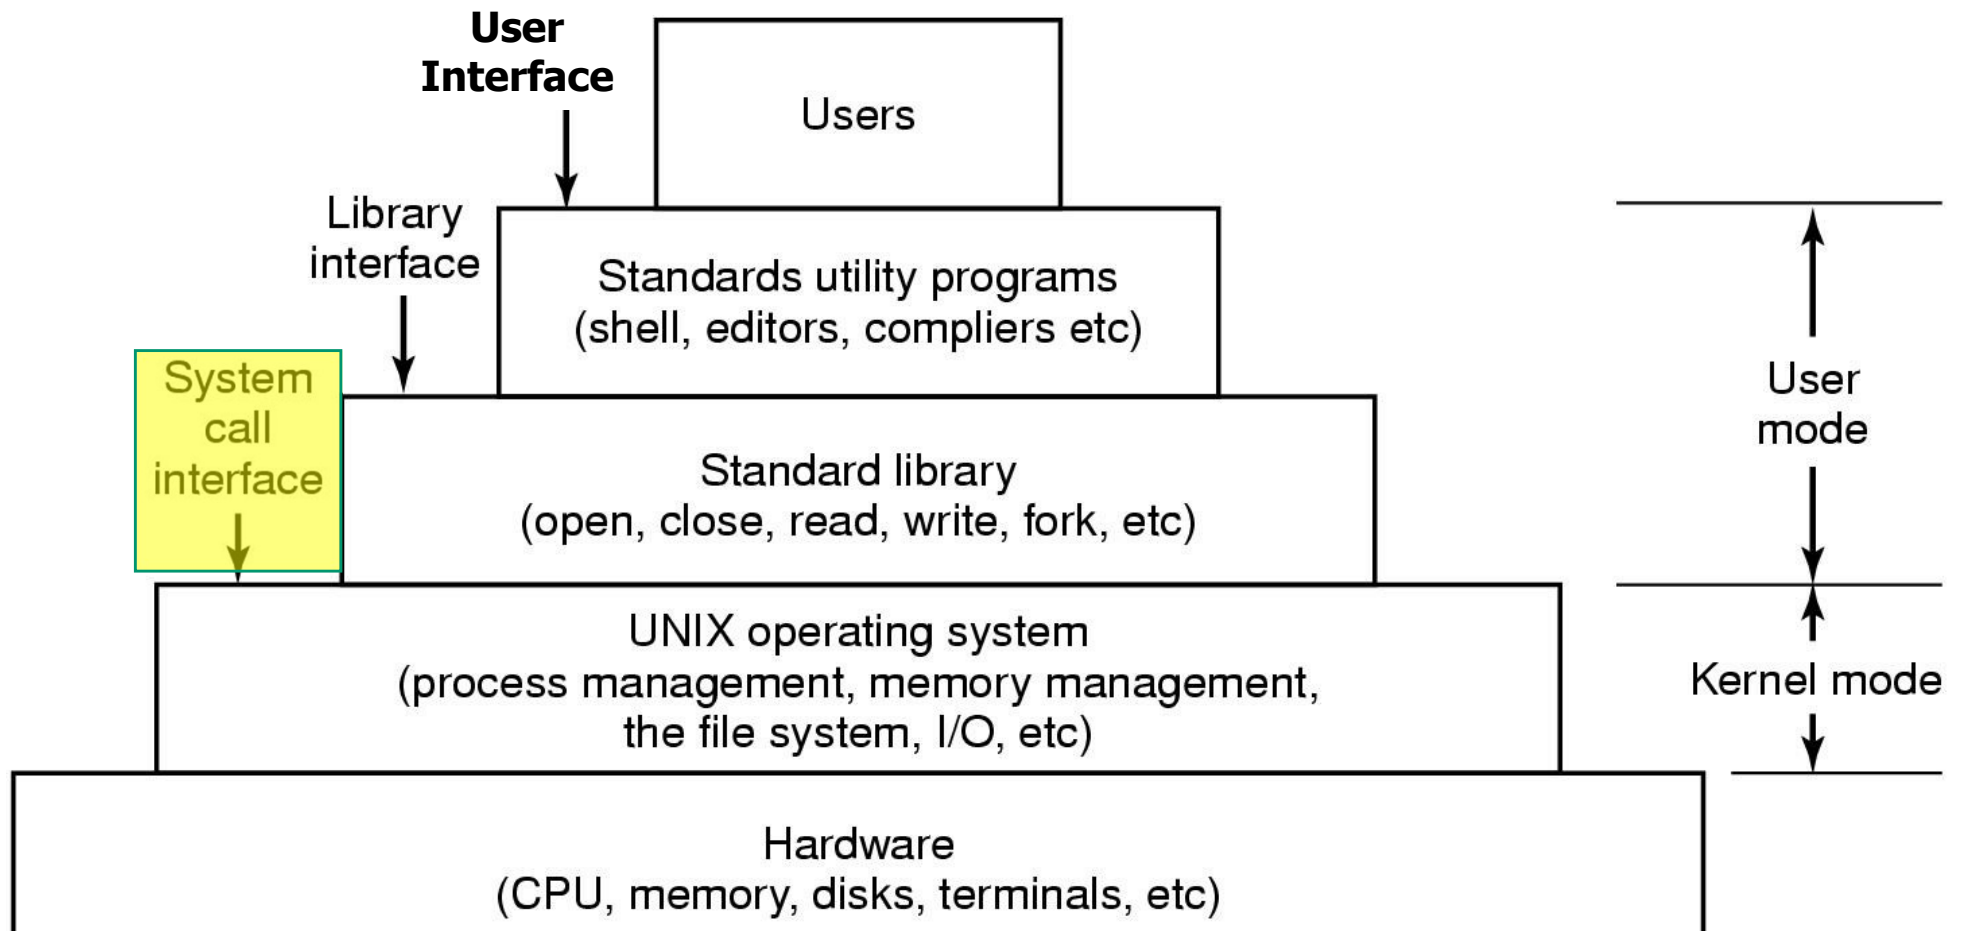 User
Interface
Users
Library
interface
Standards utility programs
(shell, editors, compliers etc)
System
call
interface
User
mode
Standard library
(open, close, read, write, fork, etc)
UNIX operating system
(process management, memory management,
the file system, I/O, etc)
Kernel mode
Hardware
(CPU, memory, disks, terminals, etc)